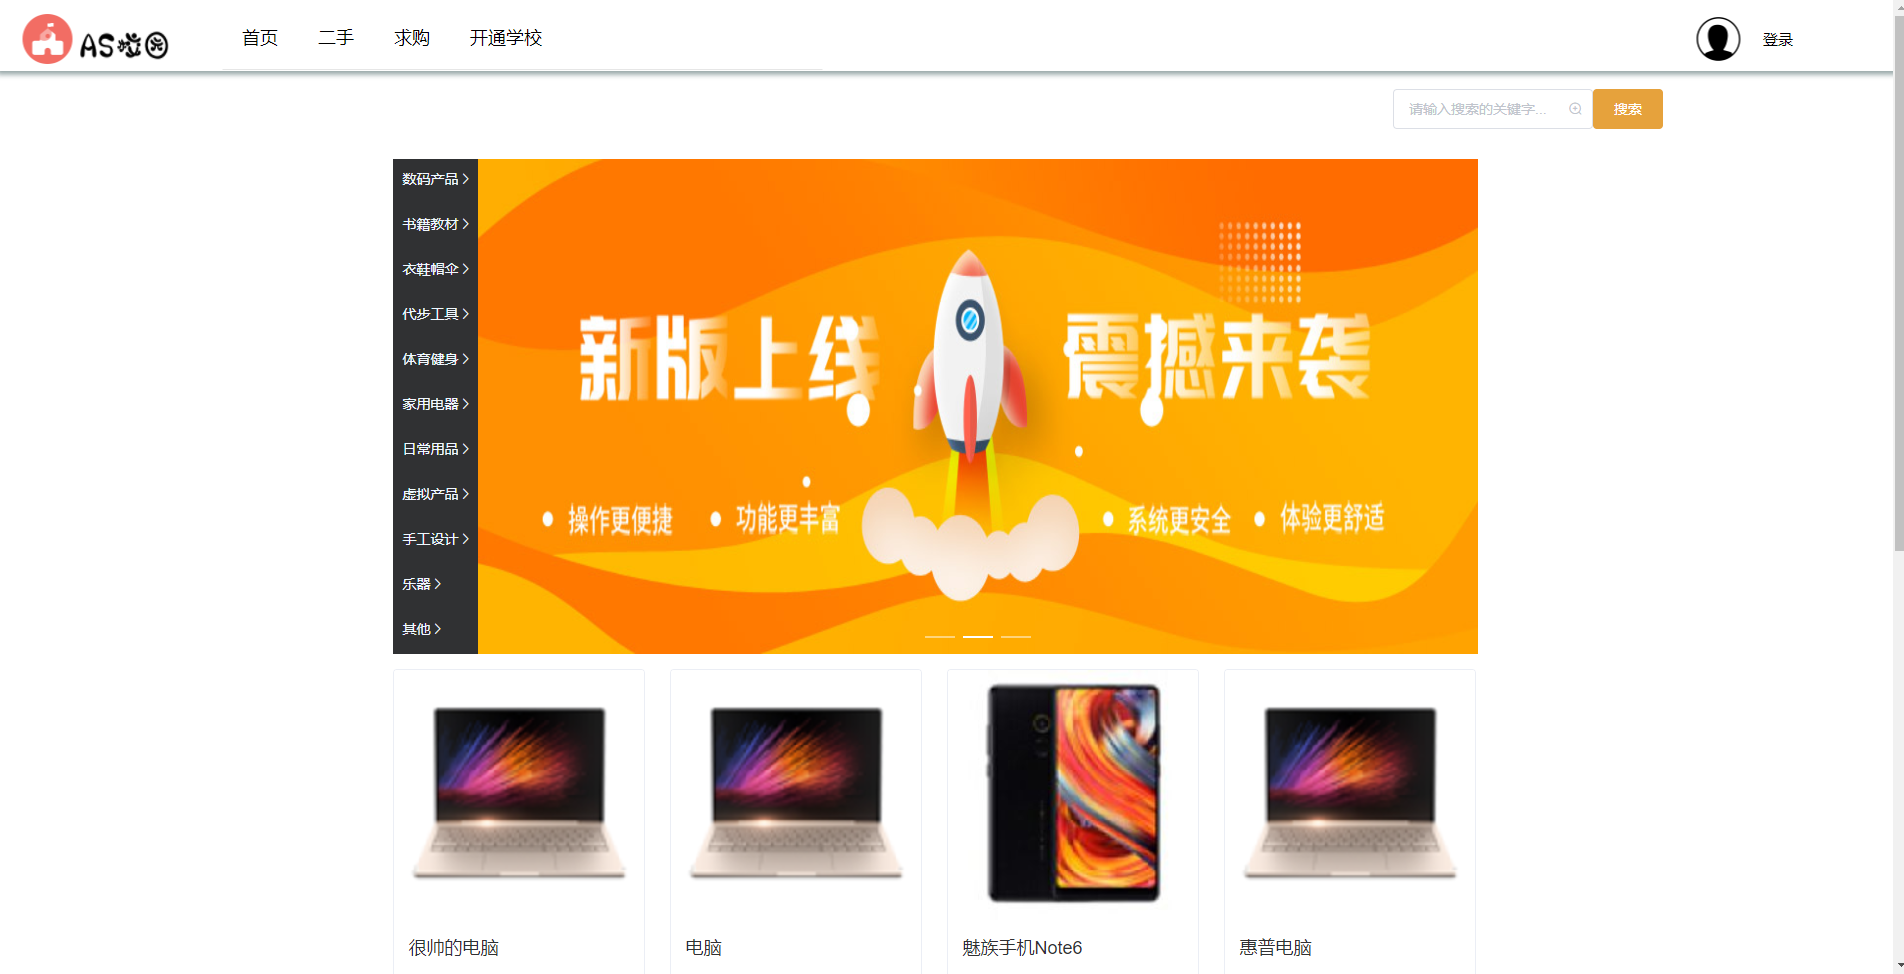 首页 二手 求购 开通学校
登录
请输入搜索的关键字...
搜索
数码产品
书籍教材
衣鞋帽伞
代步工具
体育健身
家用电器
日常用品
虚拟产品
手工设计
乐器
其他
新版上线 震撼来袭
操作更便捷 功能更丰富 系统更安全 体验更舒适
很帅的电脑
电脑
魅族手机Note6
惠普电脑